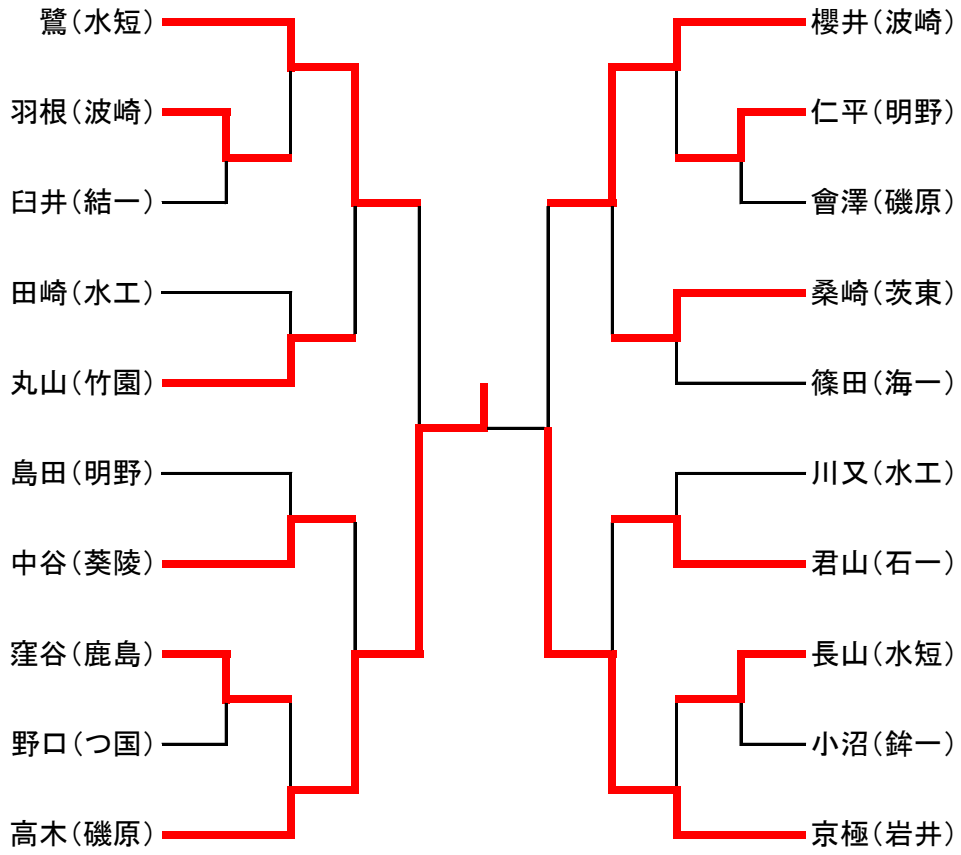 鷺(水短)
羽根(波崎)
臼井(結一)
田崎(水工)
丸山(竹園)
島田(明野)
中谷(葵陵)
窪谷(鹿島)
野口(つ国)
高木(磯原)
櫻井(波崎)
仁平(明野)
會澤(磯原)
桑崎(茨東)
篠田(海一)
川又(水工)
君山(石一)
長山(水短)
小沼(鉾一)
京極(岩井)